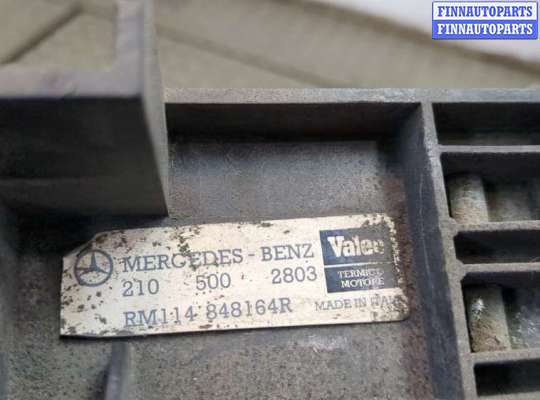 FINNAUTOPARTS
FINNAUTOPARTS
MERCEDES-BENZ
210 500 2803
RM114 848164R
Valeo
TERMICO
MOTORE
MADE IN ITALY